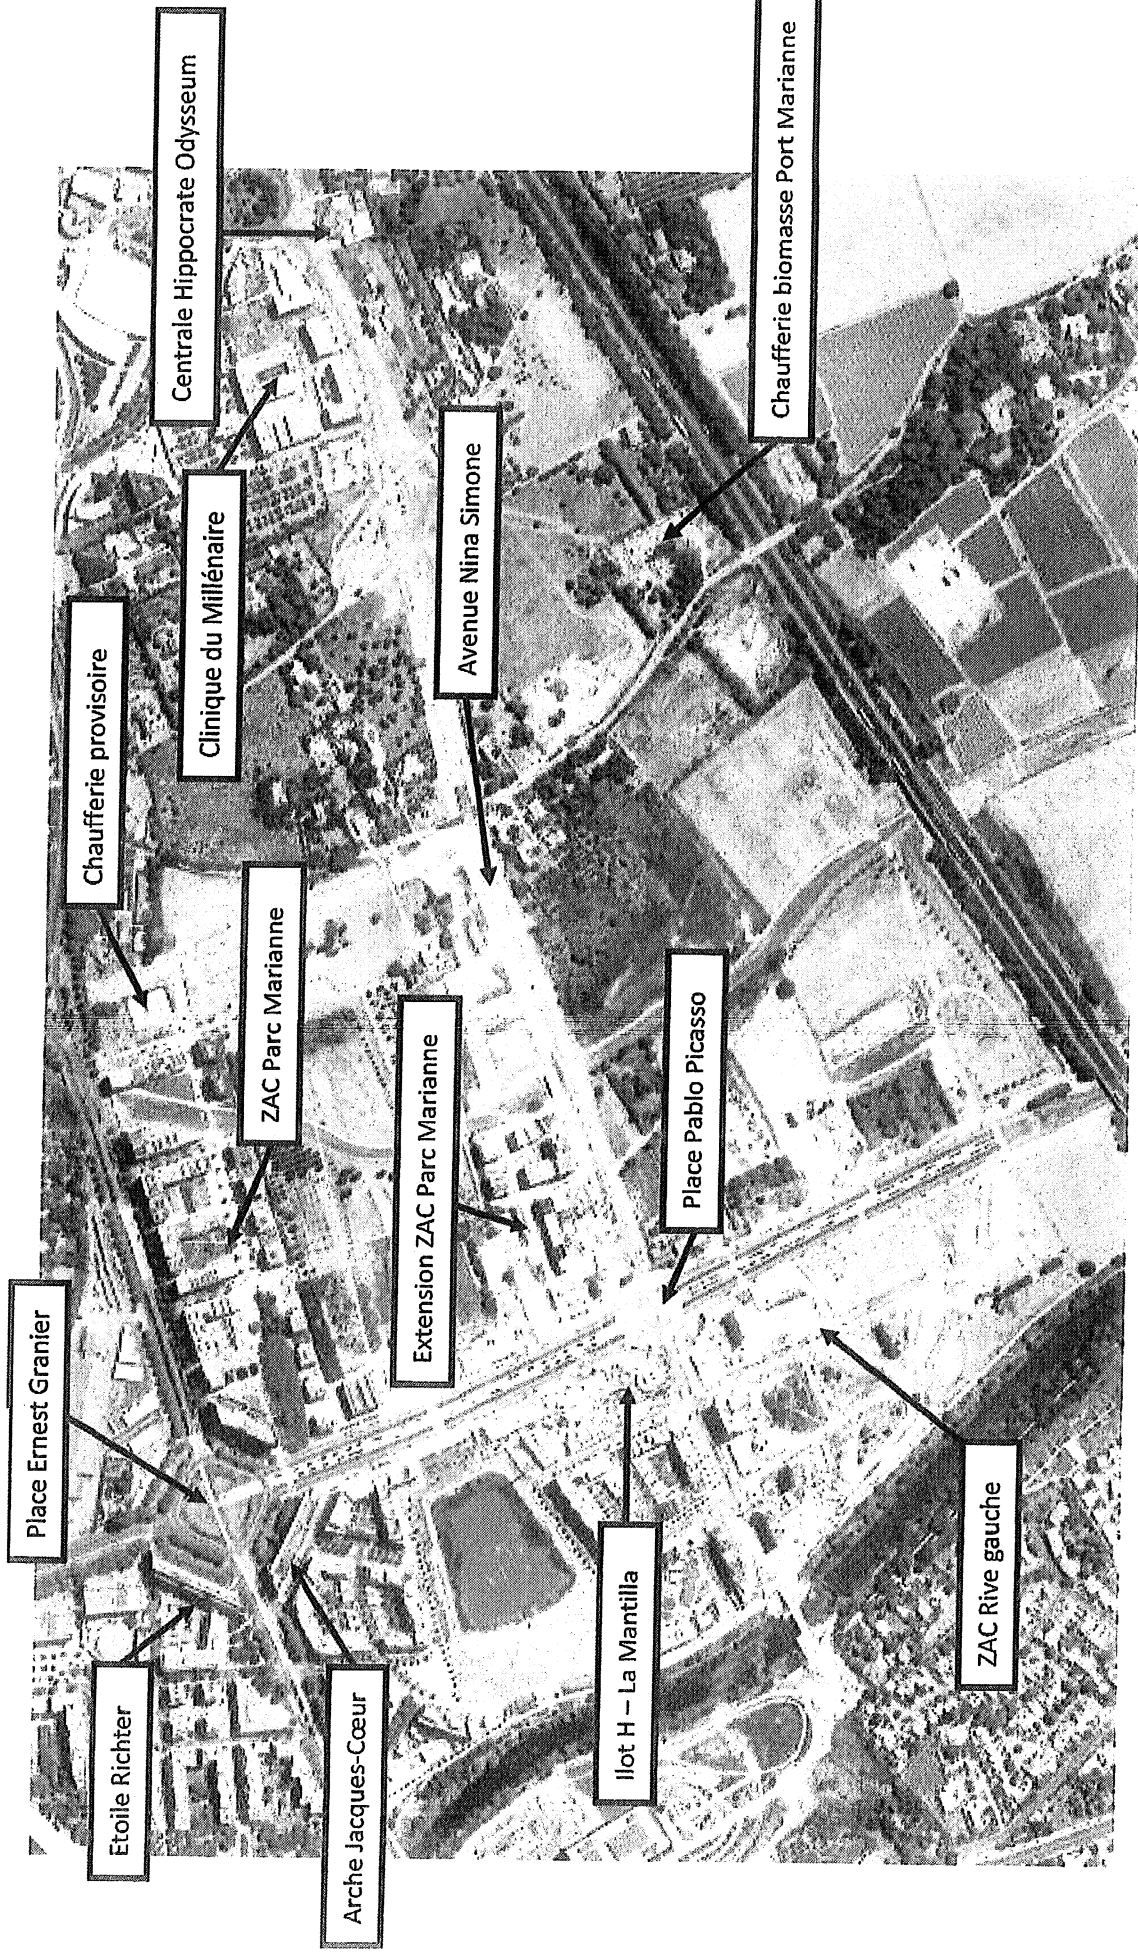 Place Ernest Granier
Chaufferie provisoire
Etoile Richter
Centrale Hippocrate Odysseum
Clinique du Millénaire
ZAC Parc Marianne
Arche Jacques-Cœur
Extension ZAC Parc Marianne
Avenue Nina Simone
Ilot H – La Mantilla
Place Pablo Picasso
Chaufferie biomasse Port Marianne
ZAC Rive gauche